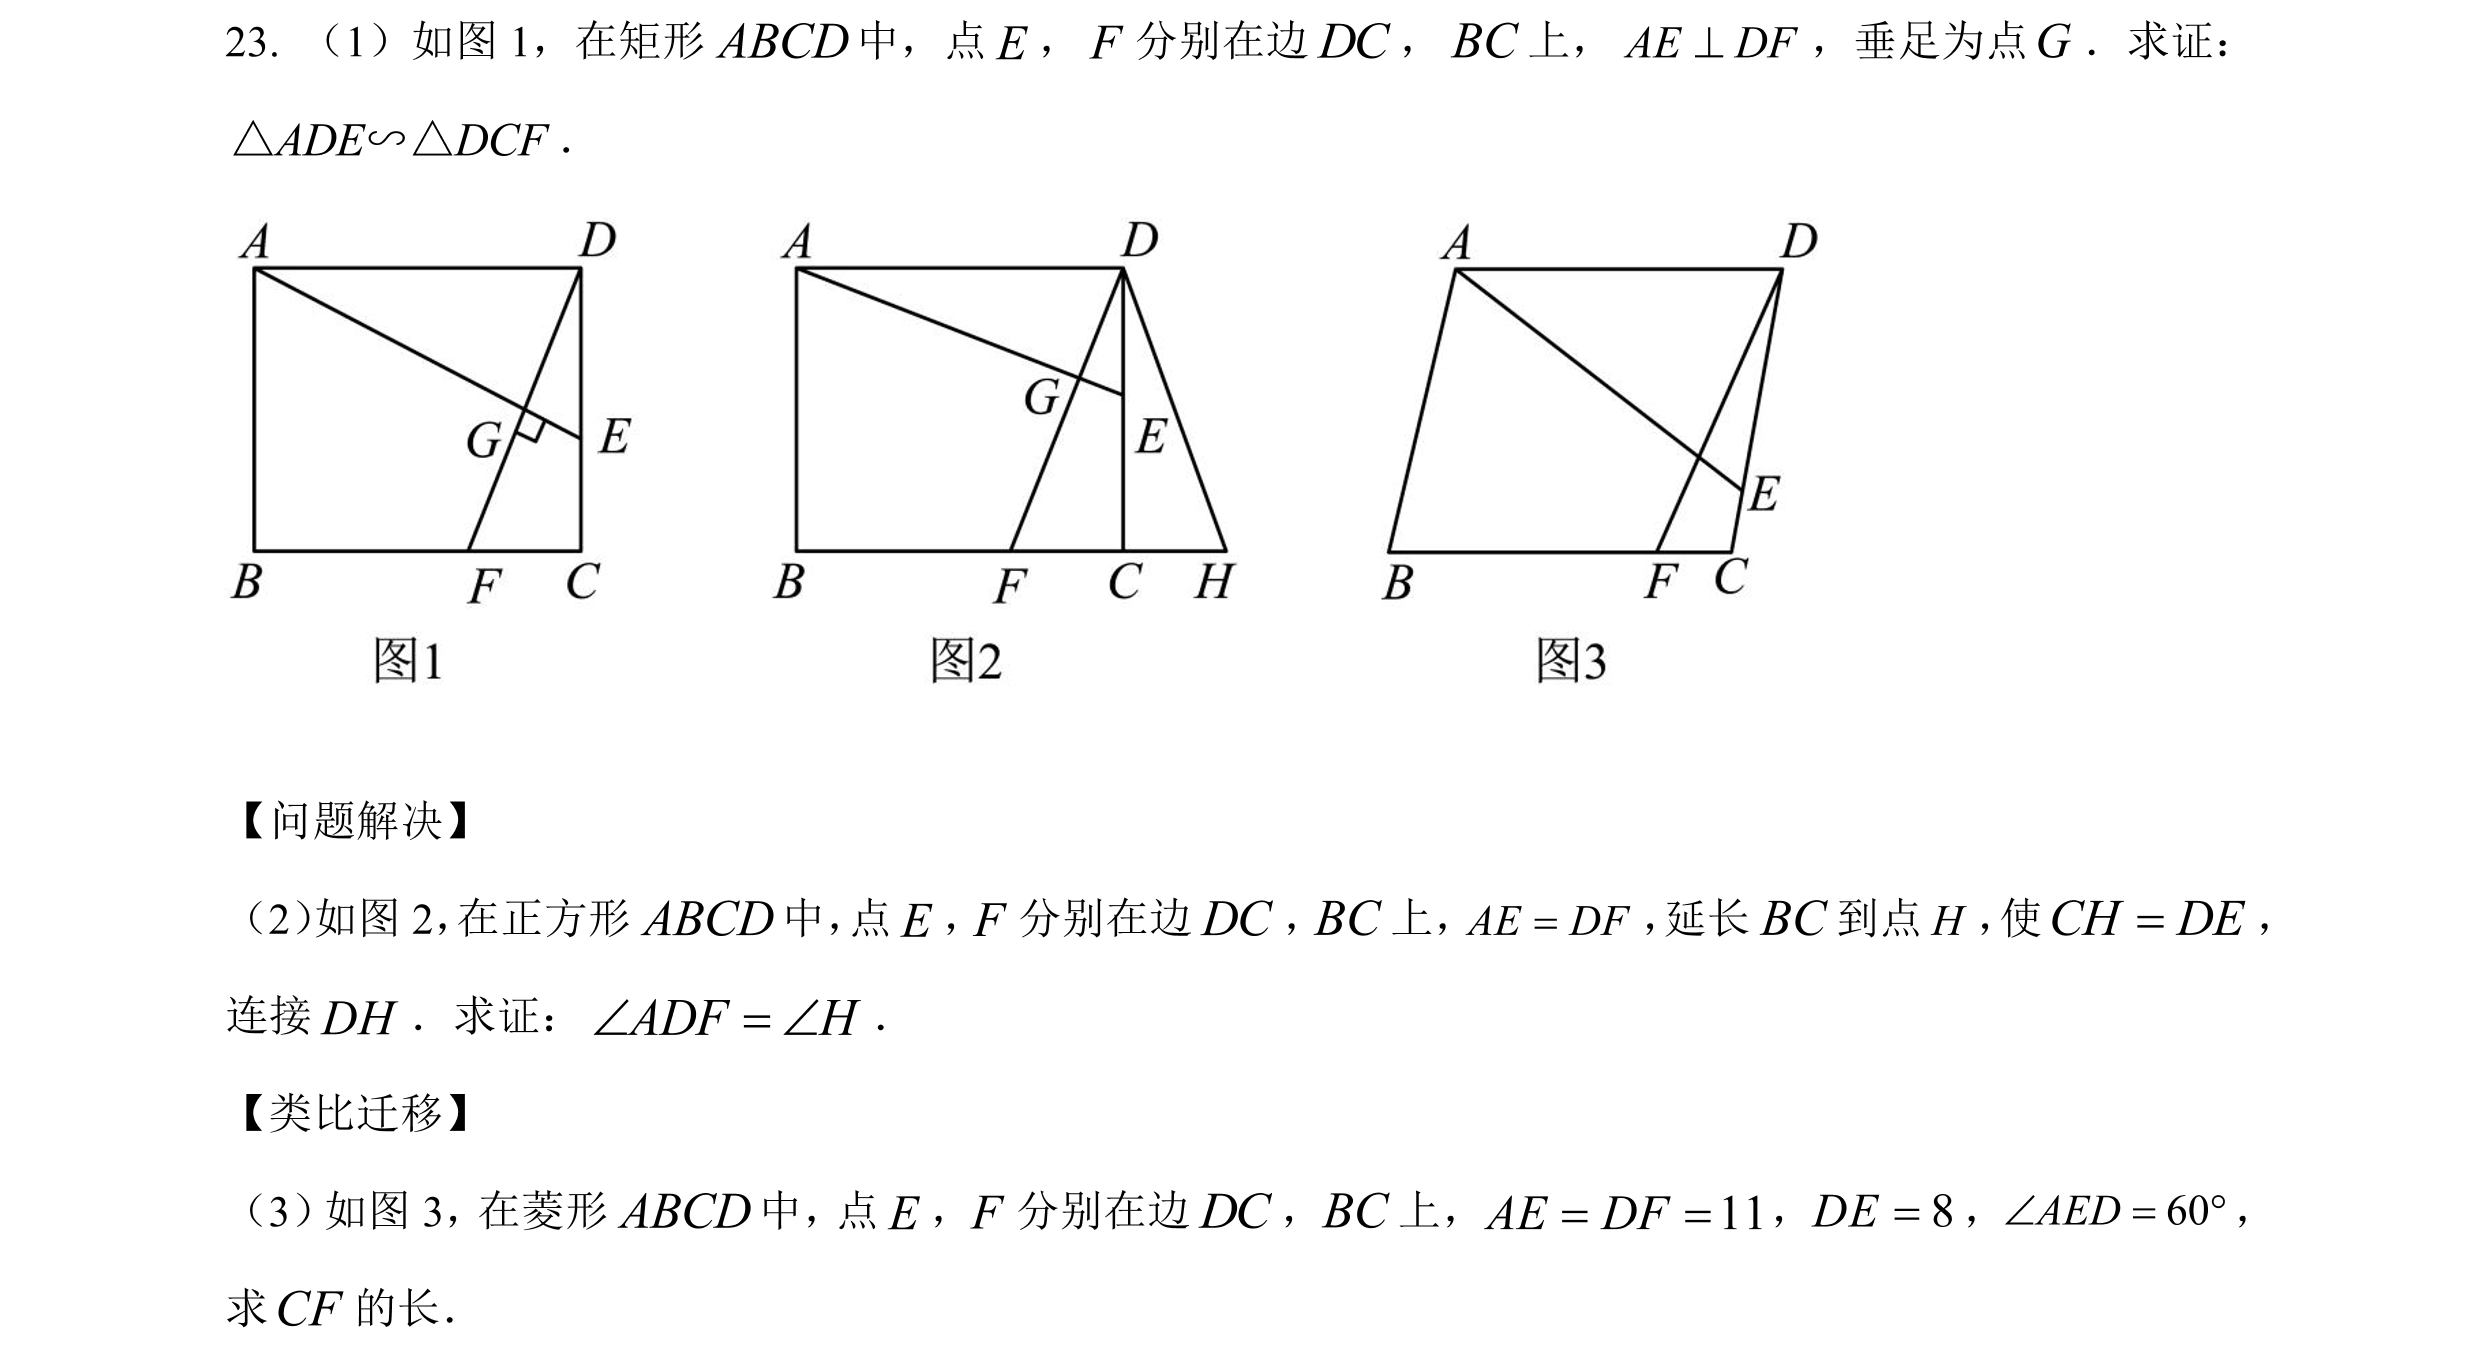 23. （1）如图 1，在矩形 ABCD 中，点 E，F 分别在边 DC，BC 上，AE⊥DF，垂足为点 G．求证：
△ADE∽△DCF．
A D A D A D
G E G E E
B F C B F C H B F C
图1 图2 图3
【问题解决】
（2）如图 2，在正方形 ABCD 中，点 E，F 分别在边 DC，BC 上，AE = DF，延长 BC 到点 H，使 CH = DE，
连接 DH．求证：∠ADF = ∠H．
【类比迁移】
（3）如图 3，在菱形 ABCD 中，点 E，F 分别在边 DC，BC 上，AE = DF = 11，DE = 8，∠AED = 60°，
求 CF 的长．